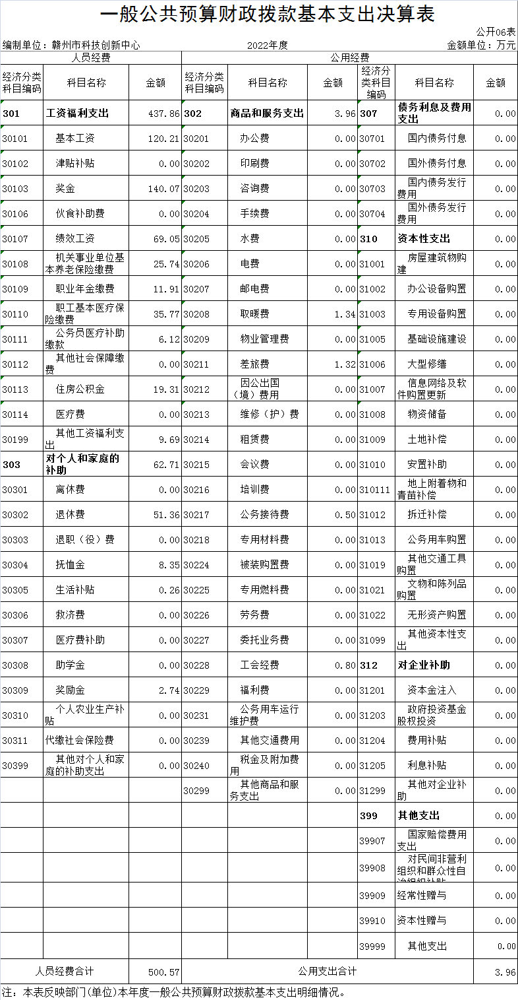 一般公共预算财政拨款基本支出决算表
公开06表
编制单位：赣州市科技创新中心 2022年度 金额单位：万元
人员经费 公用经费
经济分类科目编码 科目名称 金额 经济分类科目编码 科目名称 金额 经济分类科目编码 科目名称 金额
301 工资福利支出 437.86 302 商品和服务支出 3.96 307 债务利息及费用支出 0.00
30101 基本工资 120.21 30201 办公费 0.00 30701 国内债务付息 0.00
30102 津贴补贴 0.00 30202 印刷费 0.00 30702 国外债务付息 0.00
30103 奖金 140.07 30203 咨询费 0.00 30703 国内债务发行费用 0.00
30106 伙食补助费 0.00 30204 手续费 0.00 30704 国外债务发行费用 0.00
30107 绩效工资 69.05 30205 水费 0.00 310 资本性支出 0.00
30108 机关事业单位基本养老保险缴费 25.74 30206 电费 0.00 31001 房屋建筑物购建 0.00
30109 职业年金缴费 11.91 30207 邮电费 0.00 31002 办公设备购置 0.00
30110 职工基本医疗保险缴费 35.77 30208 取暖费 1.34 31003 专用设备购置 0.00
30111 公务员医疗补助缴款 6.12 30209 物业管理费 0.00 31005 基础设施建设 0.00
30112 其他社会保障缴费 0.00 30211 差旅费 1.32 31006 大型修缮 0.00
30113 住房公积金 19.31 30212 因公出国（境）费用 0.00 31007 信息网络及软件购置更新 0.00
30114 医疗费 0.00 30213 维修（护）费 0.00 31008 物资储备 0.00
30199 其他工资福利支出 9.69 30214 租赁费 0.00 31009 土地补偿 0.00
303 对个人和家庭的补助 62.71 30215 会议费 0.00 31010 安置补助 0.00
30301 离休费 0.00 30216 培训费 0.00 310111 地上附着物和青苗补偿 0.00
30302 退休费 51.36 30217 公务接待费 0.50 31012 拆迁补偿 0.00
30303 退职（役）费 0.00 30218 专用材料费 0.00 31013 公务用车购置 0.00
30304 抚恤金 8.35 30224 被装购置费 0.00 31019 其他交通工具购置 0.00
30305 生活补贴 0.26 30225 专用燃料费 0.00 31021 文物和陈列品购置 0.00
30306 救济费 0.00 30226 劳务费 0.00 31022 无形资产购置 0.00
30307 医疗费补助 0.00 30227 委托业务费 0.00 31099 其他资本性支出 0.00
30308 助学金 0.00 30228 工会经费 0.80 312 对企业补助 0.00
30309 奖励金 2.74 30229 福利费 0.00 31201 资本金注入 0.00
30310 个人农业生产补贴 0.00 30231 公务用车运行维护费 0.00 31203 政府投资基金股权投资 0.00
30311 代缴社会保险费 0.00 30239 其他交通费用 0.00 31204 费用补贴 0.00
30399 其他对个人和家庭的补助支出 0.00 30240 税金及附加费用 0.00 31205 利息补贴 0.00
30299 其他商品和服务支出 0.00 31299 其他对企业补助 0.00
399 其他支出 0.00
39907 国家赔偿费用支出 0.00
39908 对民间非营利组织和群众性自治组织补贴 0.00
39909 经常性赠与 0.00
39910 资本性赠与 0.00
39999 其他支出 0.00
人员经费合计 500.57 公用支出合计 3.96
注：本表反映部门(单位)本年度一般公共预算财政拨款基本支出明细情况。